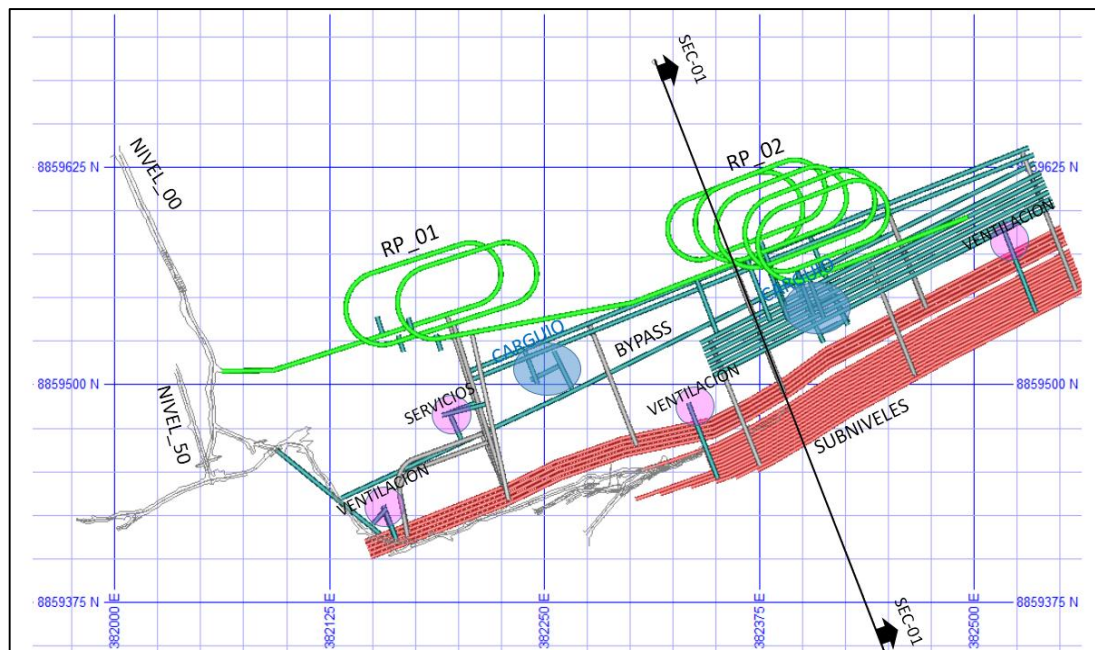 SEC-01
NIVEL_00
RP_02
8859625 N
8859625 N
VENTILACION
RP_01
CARGUIO
CARGUIO
BYPASS
8859500 N
8859500 N
SERVICIOS
VENTILACION
NIVEL_50
SUBNIVELES
VENTILACION
8859375 N
8859375 N
SEC-01
382000 E
382125 E
382250 E
382375 E
382500 E